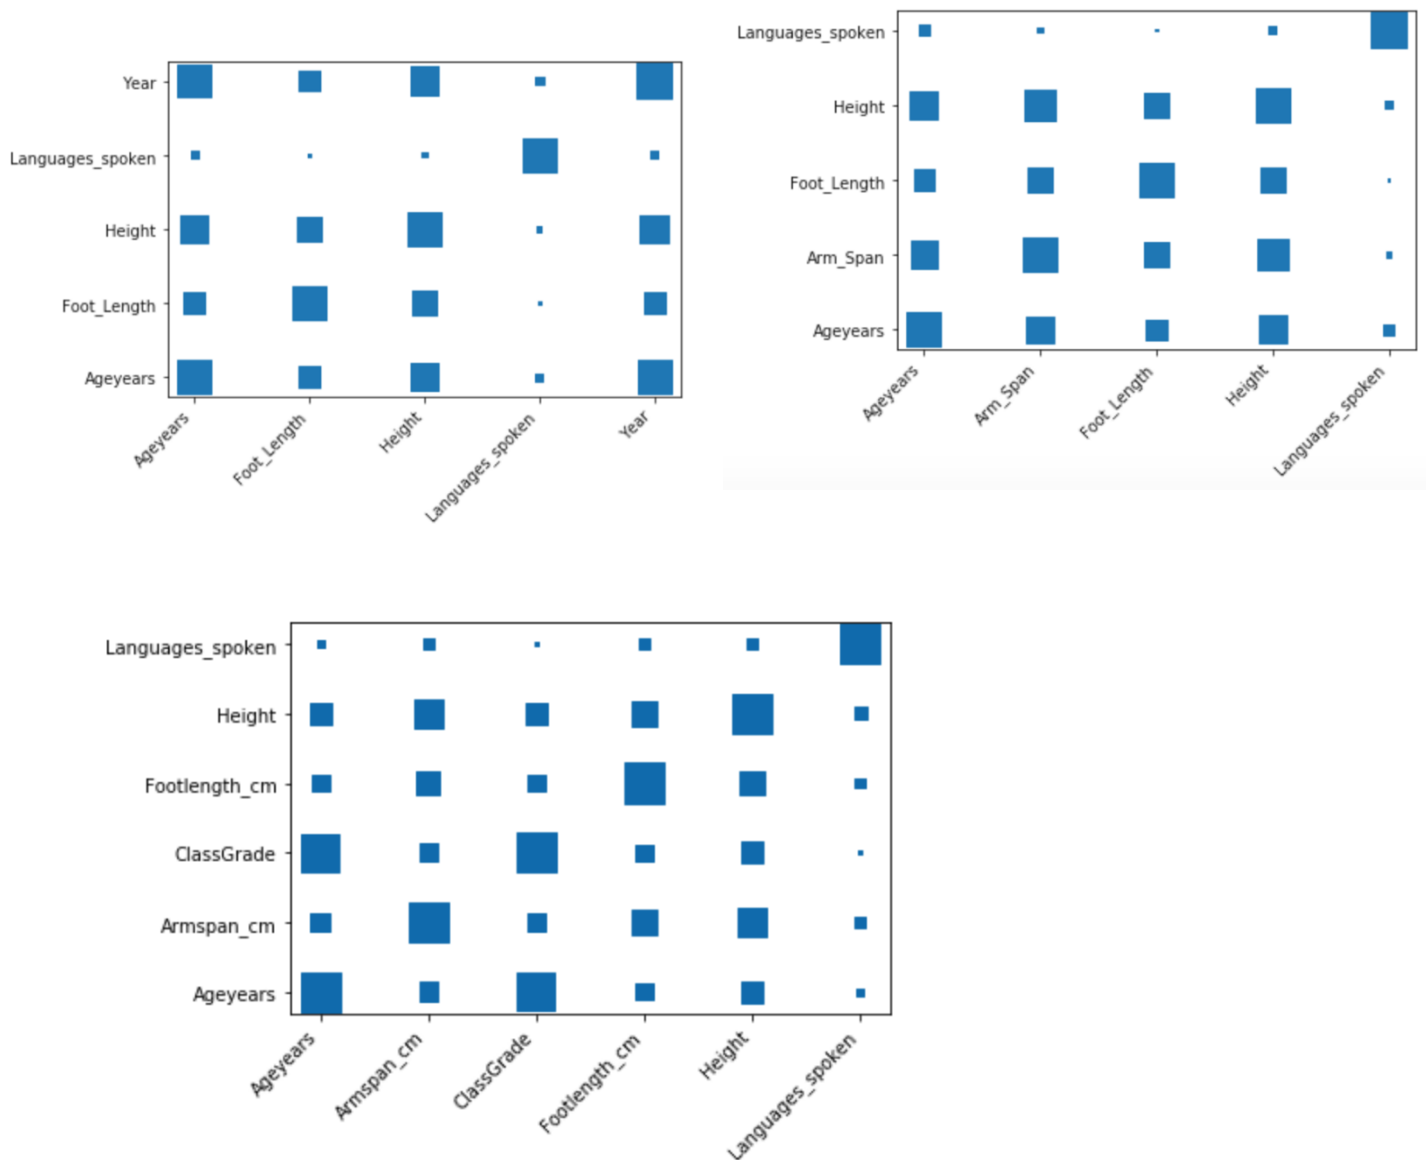 Year
Languages_spoken
Height
Foot_Length
Ageyears
Ageyears
Foot_Length
Height
Languages_spoken
Year
Languages_spoken
Height
Foot_Length
Arm_Span
Ageyears
Ageyears
Arm_Span
Foot_Length
Height
Languages_spoken
Languages_spoken
Height
Footlength_cm
ClassGrade
Armspan_cm
Ageyears
Ageyears
Armspan_cm
ClassGrade
Footlength_cm
Height
Languages_spoken